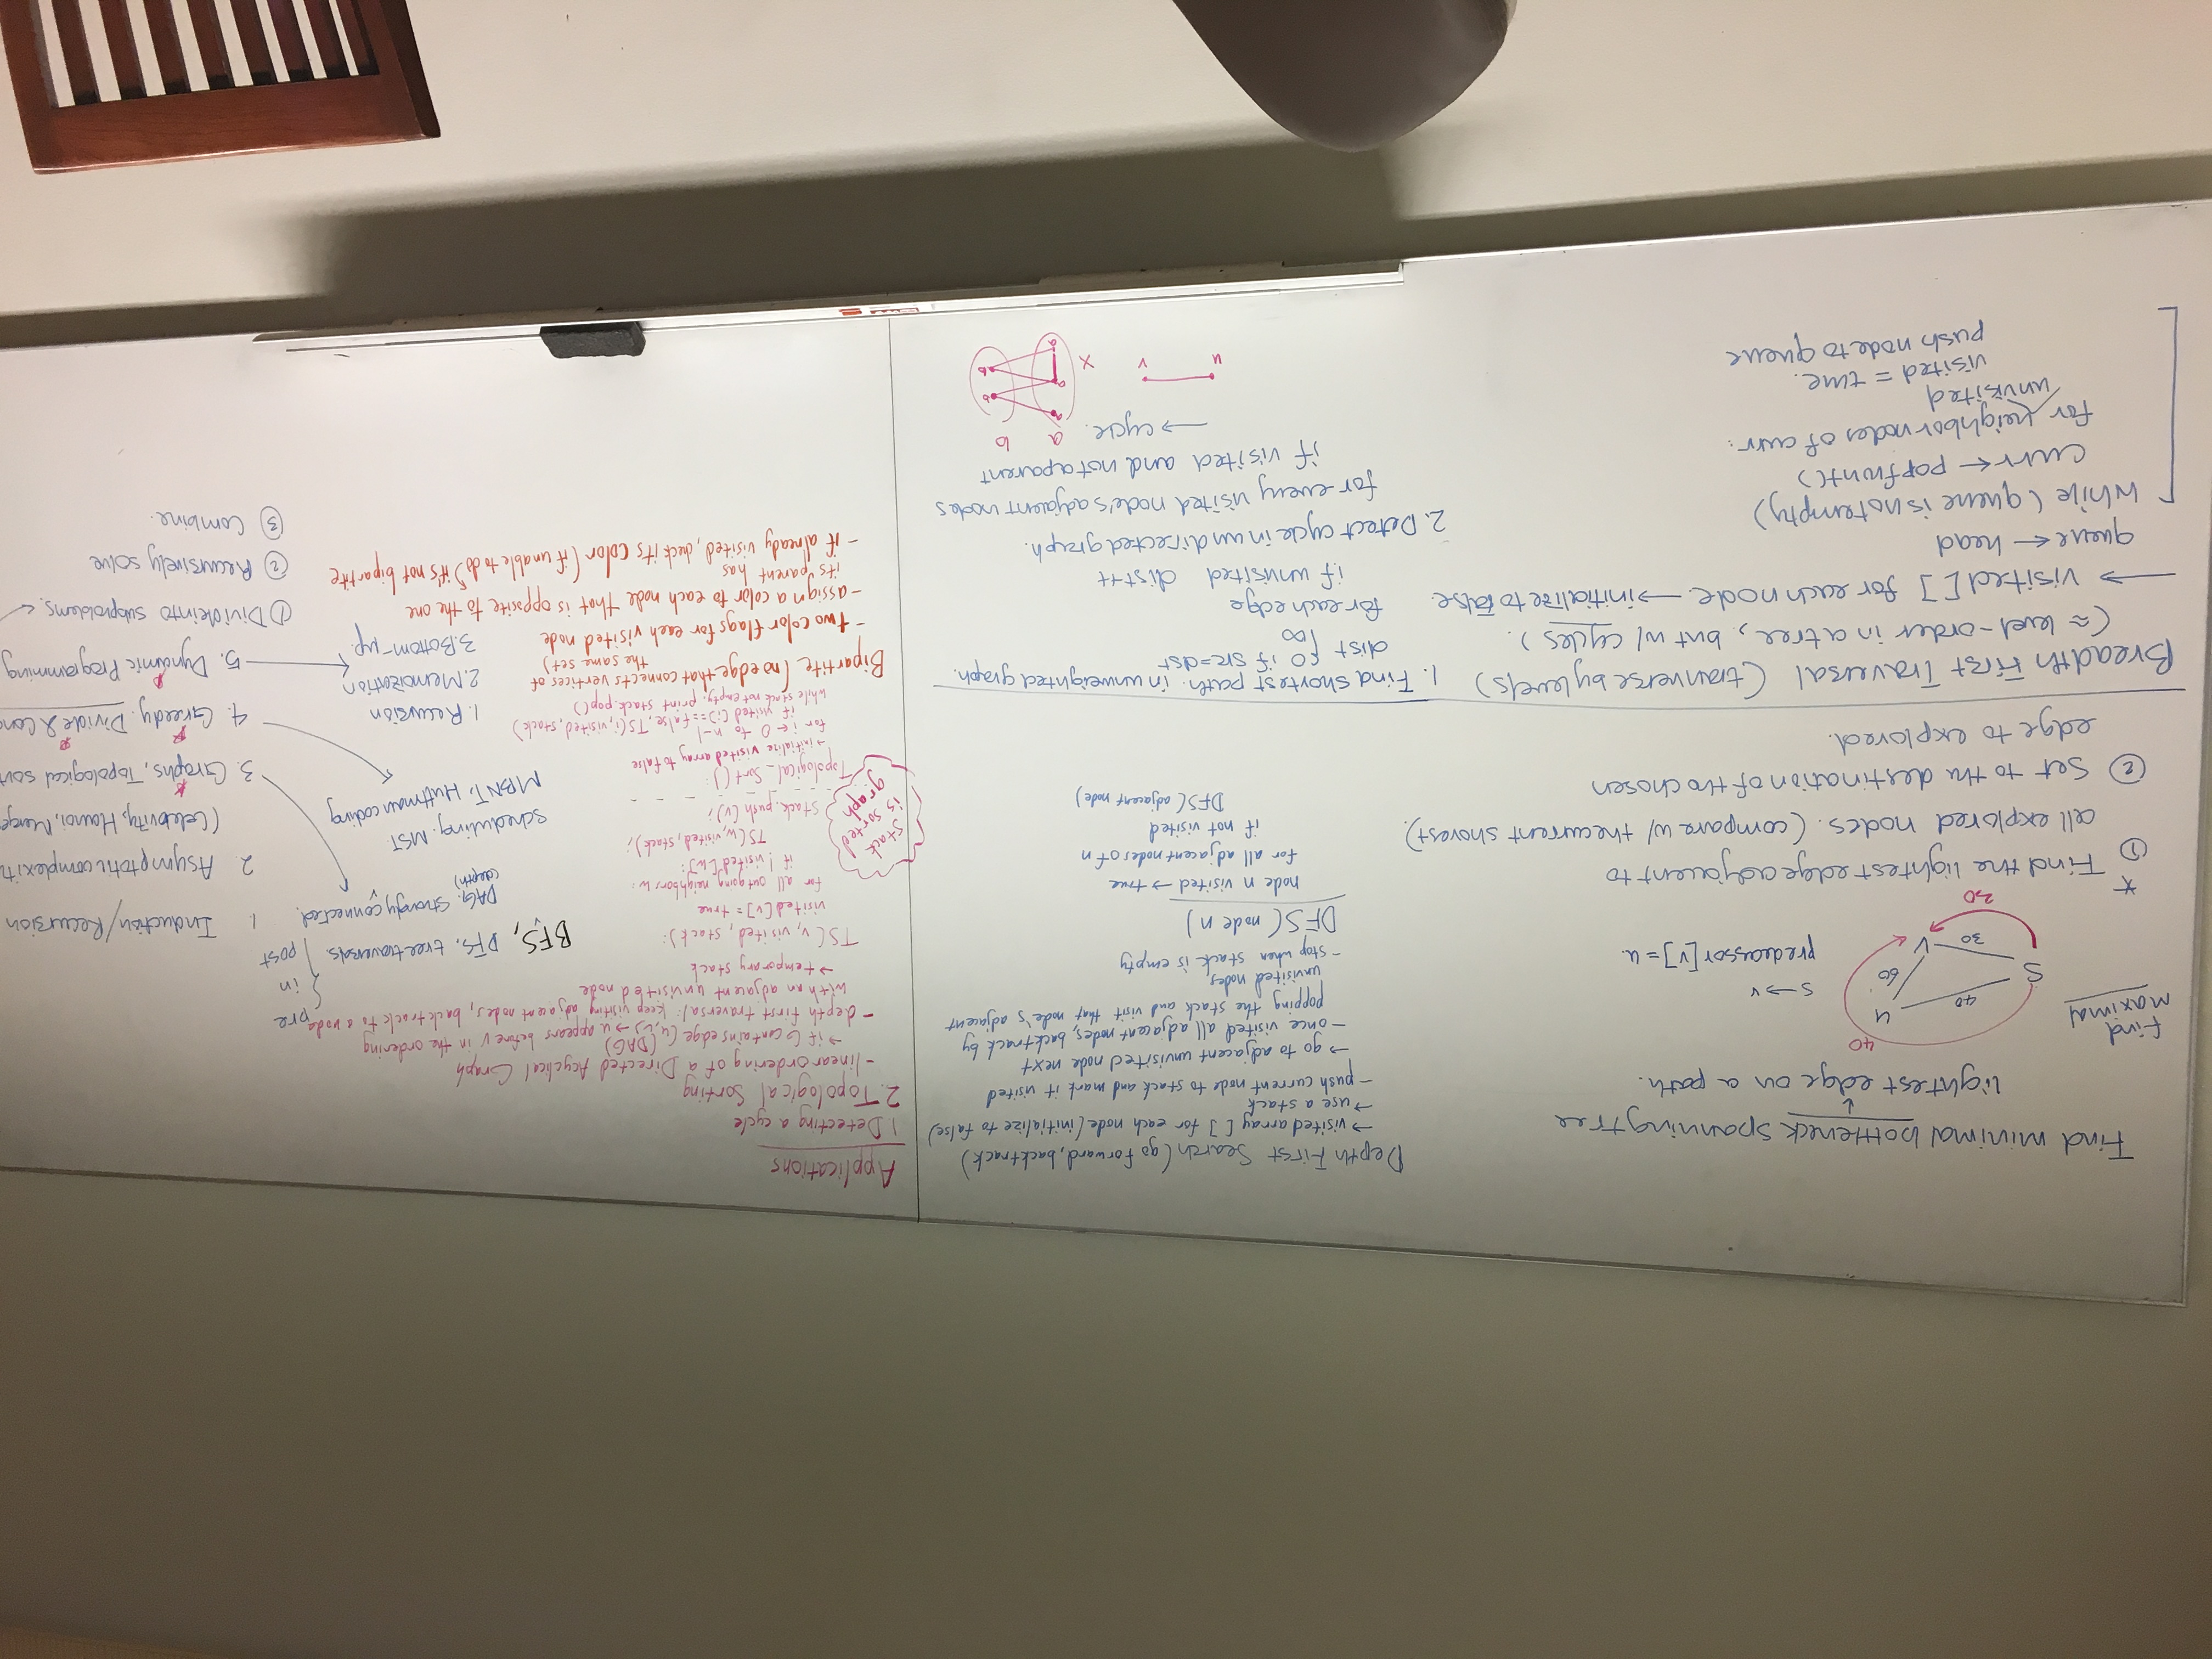 Find minimal bottleneck spanning tree
↓
lightest edge on a path.
find
maximal
40
S
40
u
60
30
v
30
S → v
predecessor[v] = u.
*
① Find the lightest edge adjacent to
all explored nodes. (compare w/ the current shorest).
② Set to the destination of the chosen
edge to explored.
Breadth First Traversal (tranverse by levels)
(≈ level-order in a tree, but w/ cycles).
→ visited [ ] for each node → initialize to False.
queue ← head
while (queue is not empty)
curr ← popfront()
for neighbor nodes of curr:
unvisited
visited = true.
push node to queue
Depth First Search (go forward, backtrack)
→ visited array [ ] for each node (initialize to false)
→ use a stack
- push current node to stack and mark it visited
→ go to adjacent unvisited node next
- once visited all adjacent nodes, backtrack by
popping the stack and visit that node's adjacent
unvisited nodes,
- stop when stack is empty
DFS( node n )
node n visited → true
for all adjacent nodes of n
if not visited
DFS( adjacent node)
1. Find shortest path. in unweighted graph.
dist { 0 if src = dst
∞
for each edge
if unvisited dist++
2. Detect cycle in undirected graph.
for every visited node's adjacent nodes
if visited and not a parent
→ cycle.
u v
a b
a
b
a
b
X
a
Applications
1. Detecting a cycle
2. Topological Sorting
- linear ordering of a Directed Acyclical Graph
(DAG)
→ if G contains edge (u,v) → u appears before v in the ordering
- depth first traversal: keep visiting adjacent nodes, backtrack to a node
with an adjacent unvisited node
→ temporary stack
TS(v, visited, stack):
visited [v] = true
for all outgoing neighbors w:
if ! visited [w]:
TS(w, visited, stack);
stack.push (v);
stack
is sorted
graph
Topological_Sort():
→ initialize visited array to false
for i ← 0 to n-1
if visited (i) == false, TS(i, visited, stack)
while stack not empty, print stack.pop()
Bipartite (no edge that connects vertices of
the same set)
- two color flags for each visited node
- assign a color to each node that is opposite to the one
its parent has
- if already visited, check its color (if unable to do) it's not bipartite
BFS, DFS, tree traversals. {
pre
in
post
DAG. strongly connected.
(depth)
scheduling. MST.
MBNT, Huffman coding
1. Recursion
2. Memoization
3. Bottom-up.
1. Induction/Recursion
2. Asymptotic complexit
(Celebrity, Hanoi, Merge
3. Graphs, Topological sor
4. Greedy. Divide & Con
5. Dynamic Programming
① Divide into subproblems.
② Recursively solve
③ Combine.